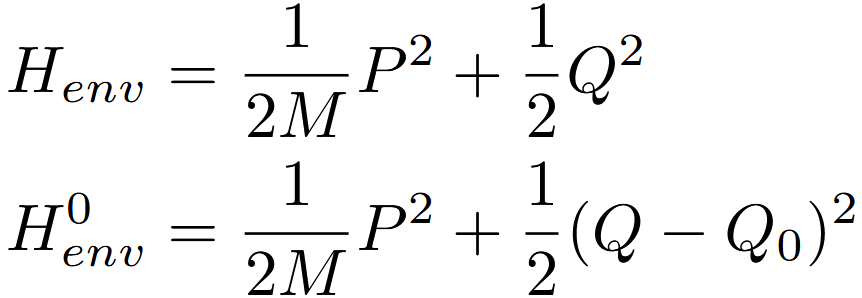 $H_{env} = \frac{1}{2M}P^2 + \frac{1}{2}Q^2$
$H^0_{env} = \frac{1}{2M}P^2 + \frac{1}{2}(Q - Q_0)^2$